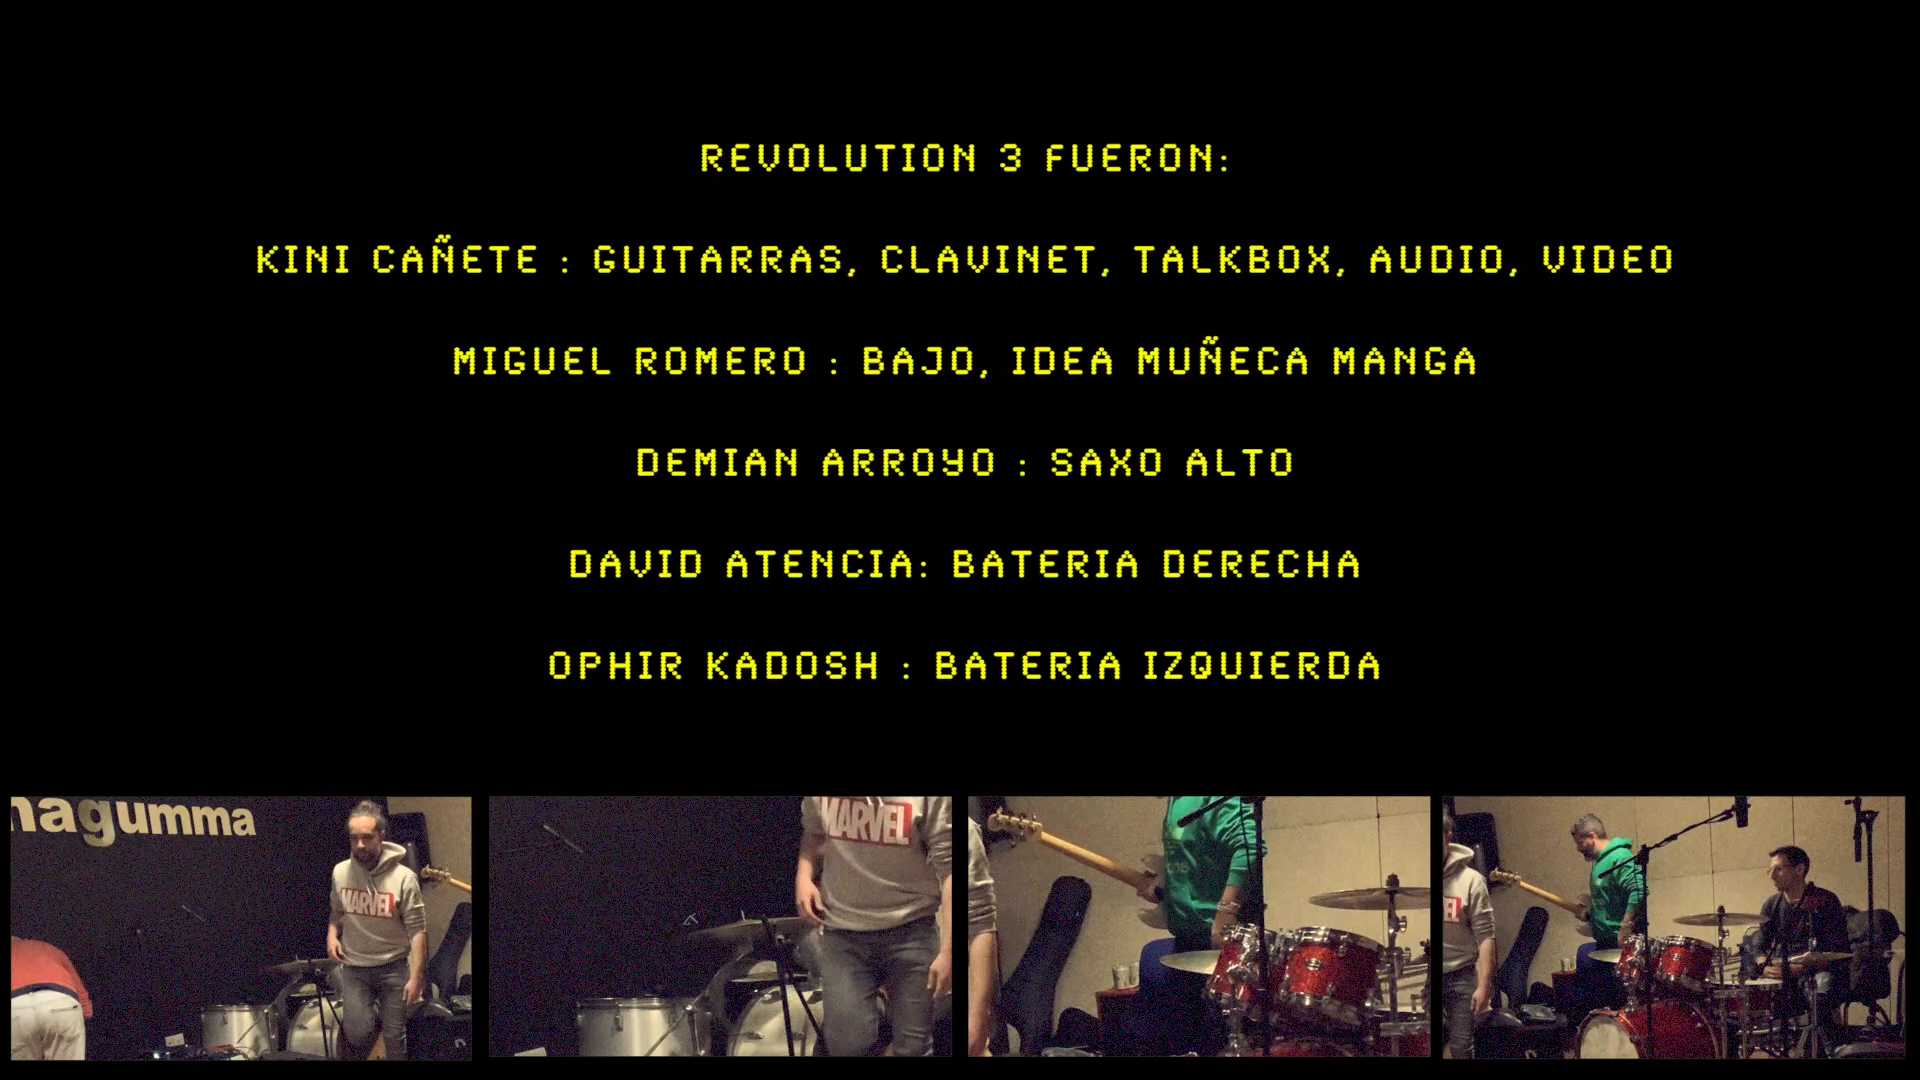 REVOLUTION 3 FUERON:
KINI CAÑETE : GUITARRAS, CLAVINET, TALKBOX, AUDIO, VIDEO
MIGUEL ROMERO : BAJO, IDEA MUÑECA MANGA
DEMIAN ARROYO : SAXO ALTO
DAVID ATENCIA: BATERIA DERECHA
OPHIR KADOSH : BATERIA IZQUIERDA
nagumma
MARVEL
MARVEL